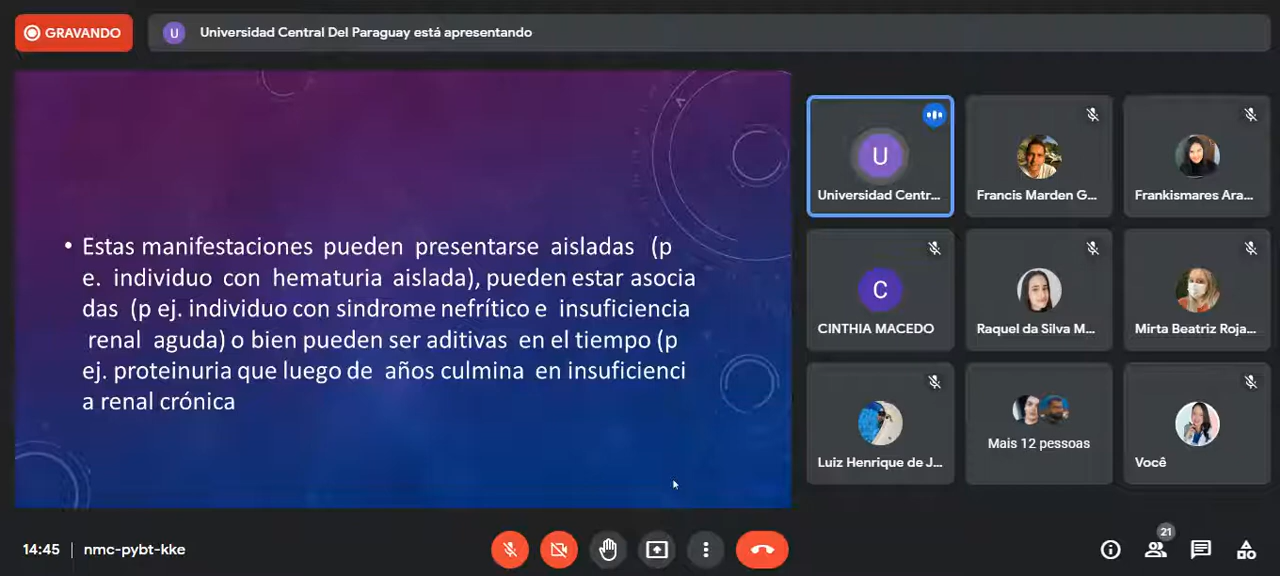 GRAVANDO
U
Universidad Central Del Paraguay está apresentando
• Estas manifestaciones pueden presentarse aisladas (p
e. individuo con hematuria aislada), pueden estar asocia
das (p ej. individuo con sindrome nefrítico e insuficiencia
renal aguda) o bien pueden ser aditivas en el tiempo (p
ej. proteinuria que luego de años culmina en insuficienci
a renal crónica
U
Universidad Centr...
Francis Marden G...
Frankismares Ara...
C
CINTHIA MACEDO
Raquel da Silva M...
Mirta Beatriz Roja...
Luiz Henrique de J...
Mais 12 pessoas
Você
14:45 | nmc-pybt-kke
21